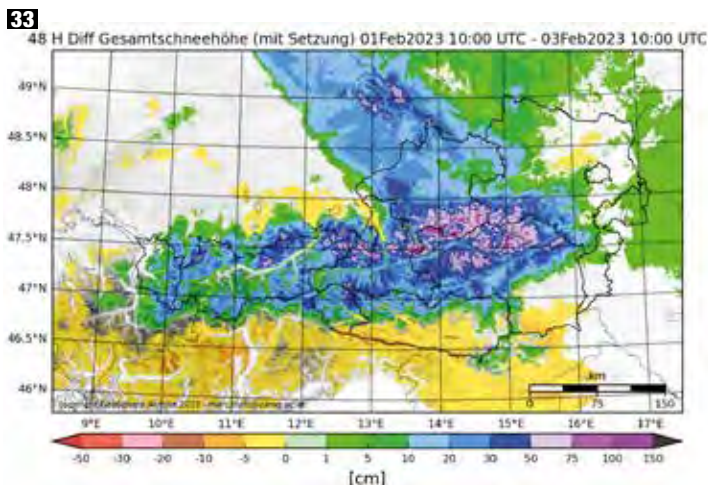 33
48 H Diff Gesamtschneehöhe (mit Setzung) 01Feb2023 10:00 UTC - 03Feb2023 10:00 UTC
49°N
48.5°N
48°N
47.5°N
47°N
46.5°N
46°N
km
0 75 150
9°E 10°E 11°E 12°E 13°E 14°E 15°E 16°E 17°E
-50 -30 -20 -10 -5 0 1 5 10 20 30 50 75 100 150
[cm]